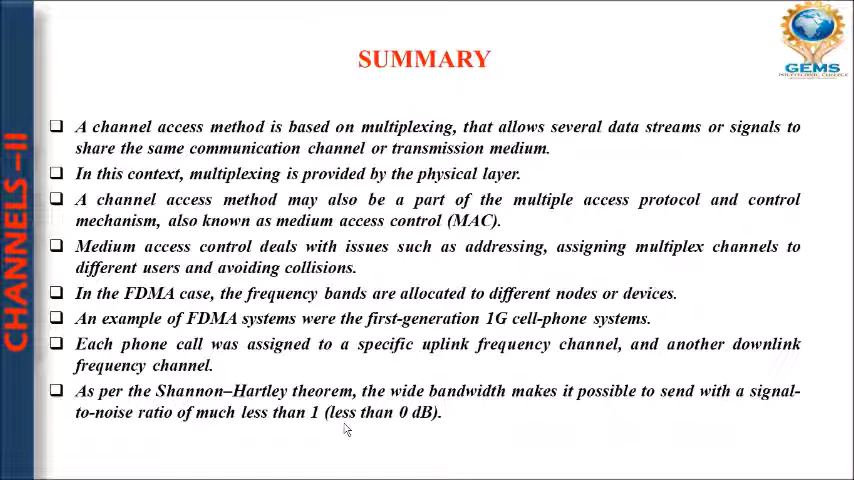 SUMMARY
GEMS
POLYTECHNIC COLLEGE
CHANNELS –II
❑ A channel access method is based on multiplexing, that allows several data streams or signals to
share the same communication channel or transmission medium.
❑ In this context, multiplexing is provided by the physical layer.
❑ A channel access method may also be a part of the multiple access protocol and control
mechanism, also known as medium access control (MAC).
❑ Medium access control deals with issues such as addressing, assigning multiplex channels to
different users and avoiding collisions.
❑ In the FDMA case, the frequency bands are allocated to different nodes or devices.
❑ An example of FDMA systems were the first-generation 1G cell-phone systems.
❑ Each phone call was assigned to a specific uplink frequency channel, and another downlink
frequency channel.
❑ As per the Shannon–Hartley theorem, the wide bandwidth makes it possible to send with a signal-
to-noise ratio of much less than 1 (less than 0 dB).